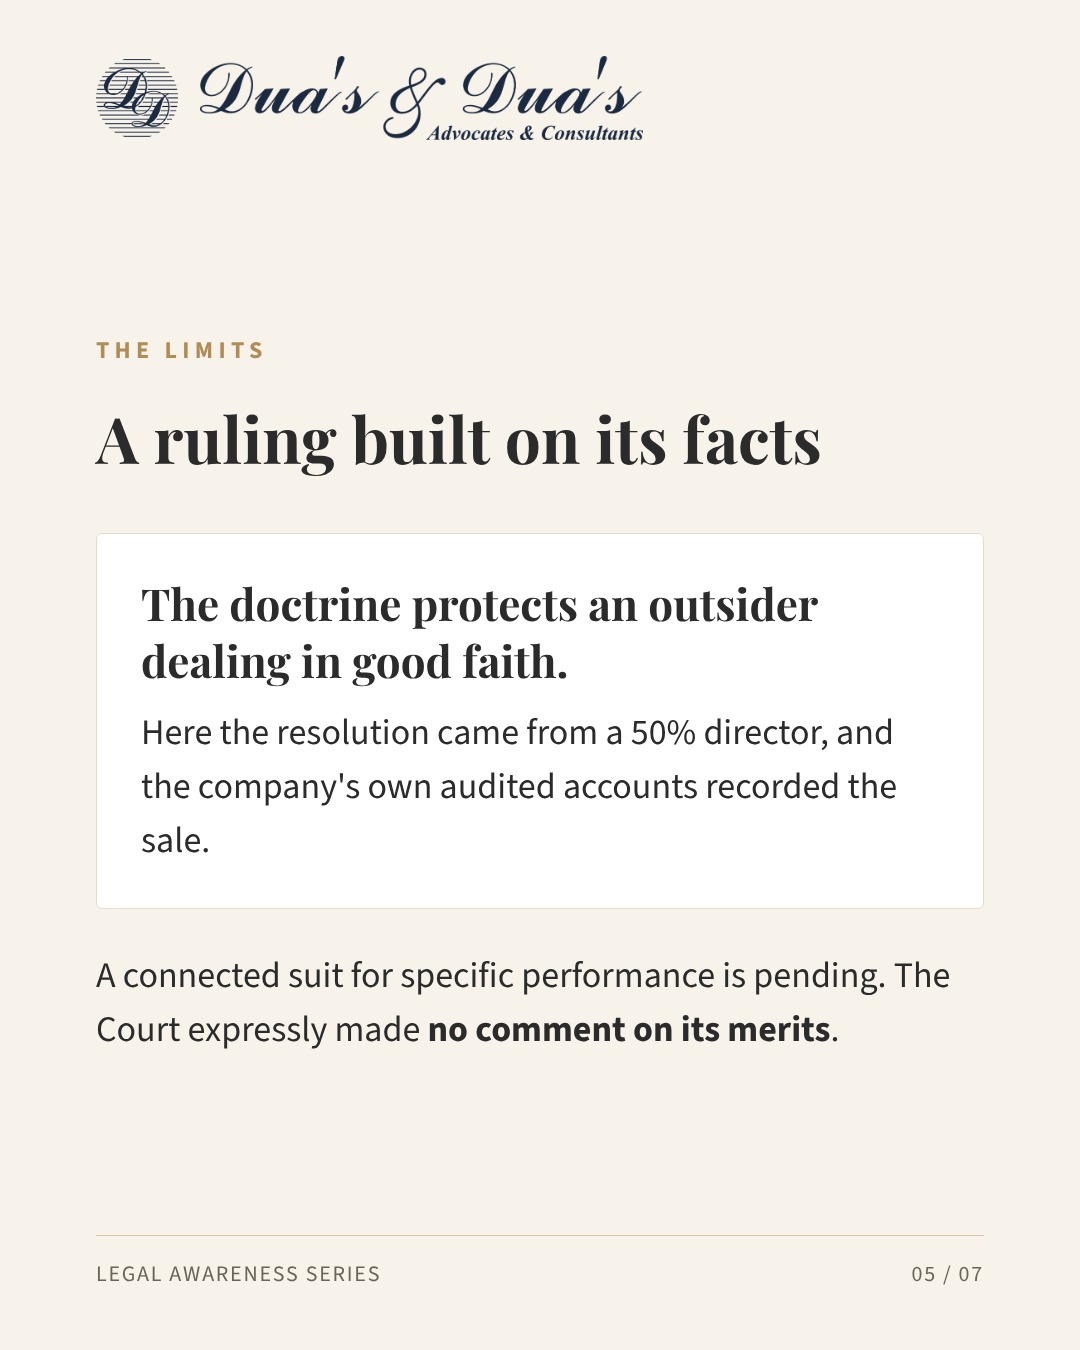 DD Dua's & Dua's
Advocates & Consultants
THE LIMITS
A ruling built on its facts
The doctrine protects an outsider
dealing in good faith.
Here the resolution came from a 50% director, and
the company's own audited accounts recorded the
sale.
A connected suit for specific performance is pending. The
Court expressly made no comment on its merits.
LEGAL AWARENESS SERIES
05 / 07